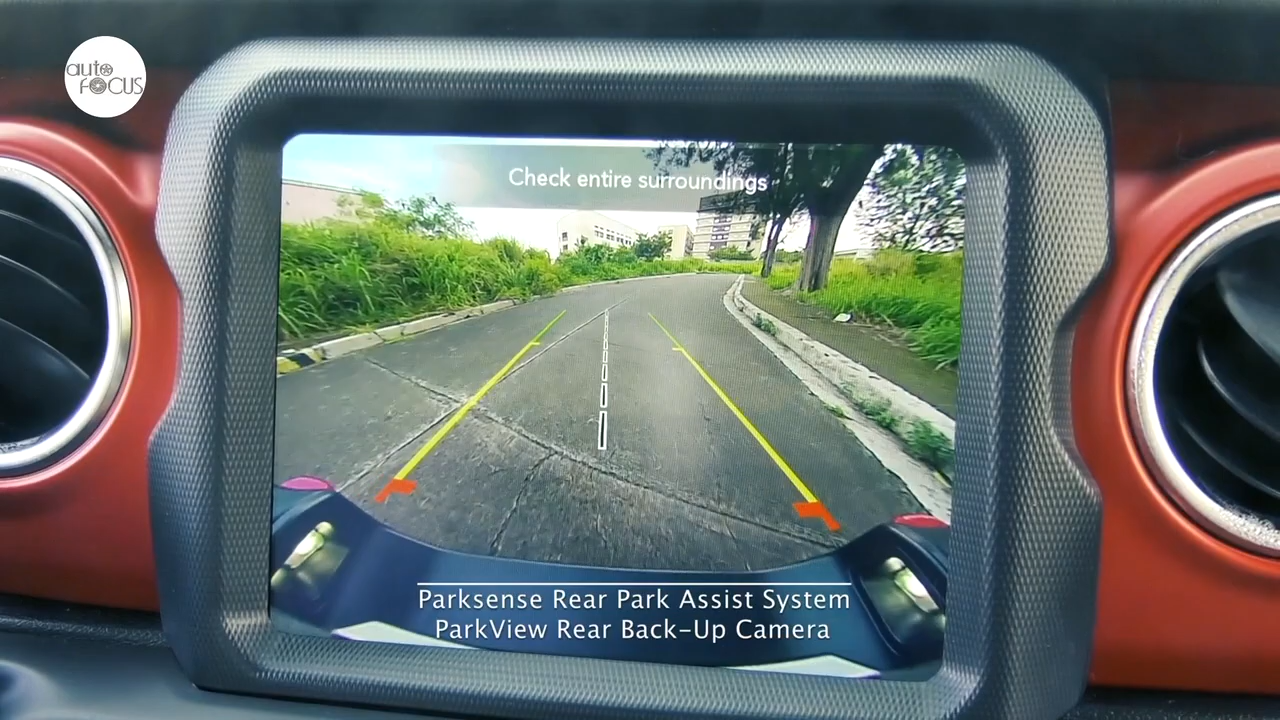 auto
FOCUS
Check entire surroundings
Parksense Rear Park Assist System
ParkView Rear Back-Up Camera